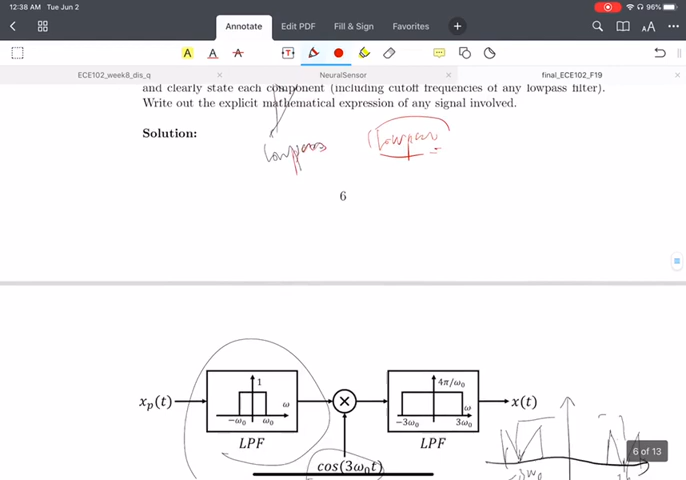 12:38 AM Tue Jun 2
96%
Annotate Edit PDF Fill & Sign Favorites
ECE102_week8_dis_q NeuralSensor final_ECE102_F19
and clearly state each component (including cutoff frequencies of any lowpass filter).
Write out the explicit mathematical expression of any signal involved.
Solution:
lowpass lowpass
6
xₚ(t) 1 ω −ω₀ ω₀ LPF × 4π/ω₀ ω −3ω₀ 3ω₀ LPF x(t)
cos(3ω₀t)
-3ω₀
6 of 13